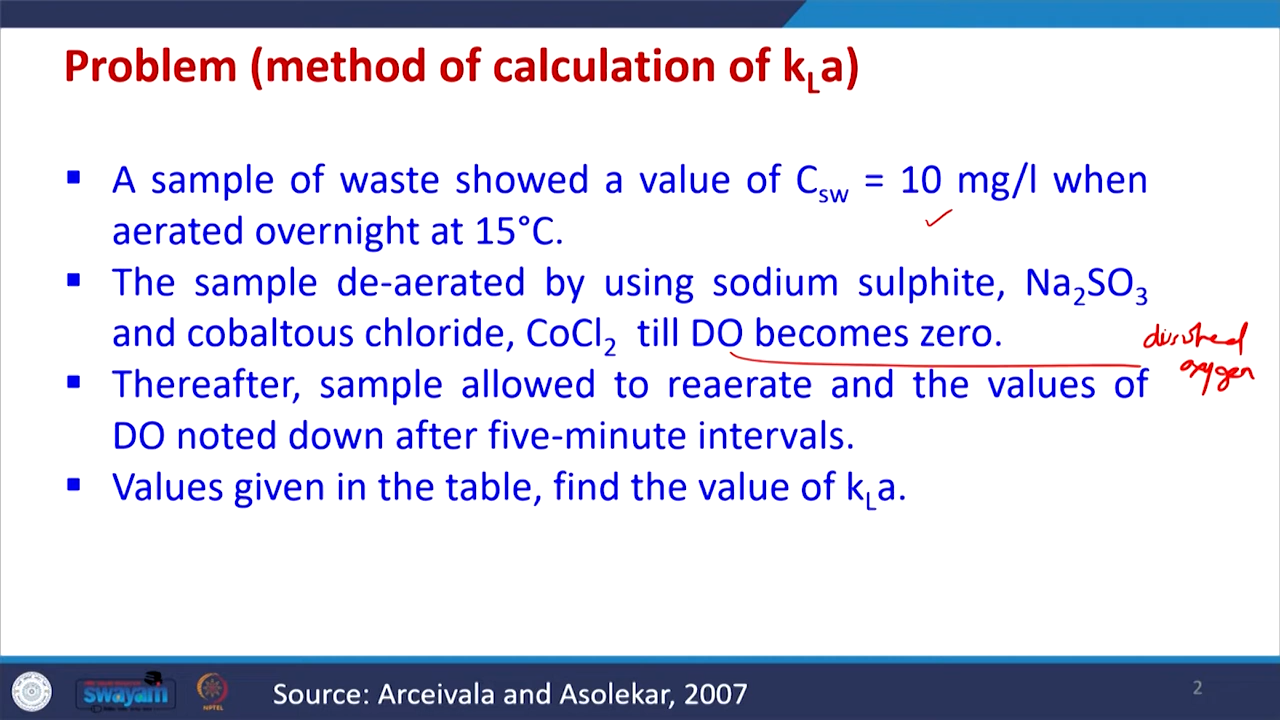 Problem (method of calculation of kLa)
▪ A sample of waste showed a value of Csw = 10 mg/l when
aerated overnight at 15°C.
▪ The sample de-aerated by using sodium sulphite, Na2SO3
and cobaltous chloride, CoCl2 till DO becomes zero.
dissolved
oxygen
▪ Thereafter, sample allowed to reaerate and the values of
DO noted down after five-minute intervals.
▪ Values given in the table, find the value of kLa.
swayam
NPTEL
Source: Arceivala and Asolekar, 2007
2